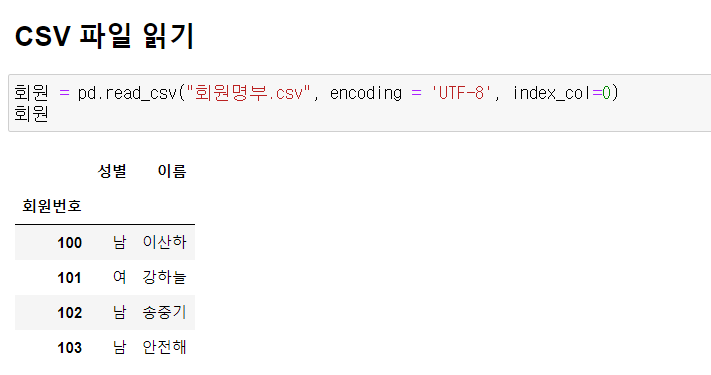 CSV 파일 읽기
회원 = pd.read_csv("회원명부.csv", encoding = 'UTF-8', index_col=0)
회원
성별 이름
회원번호
100 남 이산하
101 여 강하늘
102 남 송중기
103 남 안전해